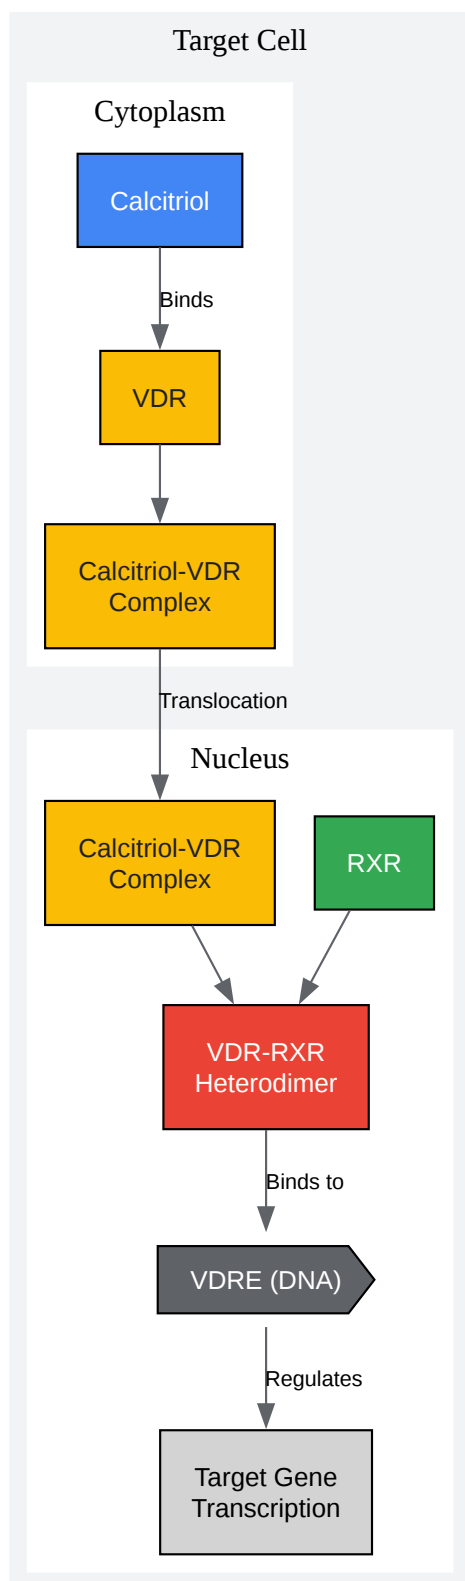 Target Cell
Cytoplasm
Calcitriol
Binds
VDR
Calcitriol-VDR
Complex
Translocation
Nucleus
Calcitriol-VDR
Complex
RXR
VDR-RXR
Heterodimer
Binds to
VDRE (DNA)
Regulates
Target Gene
Transcription